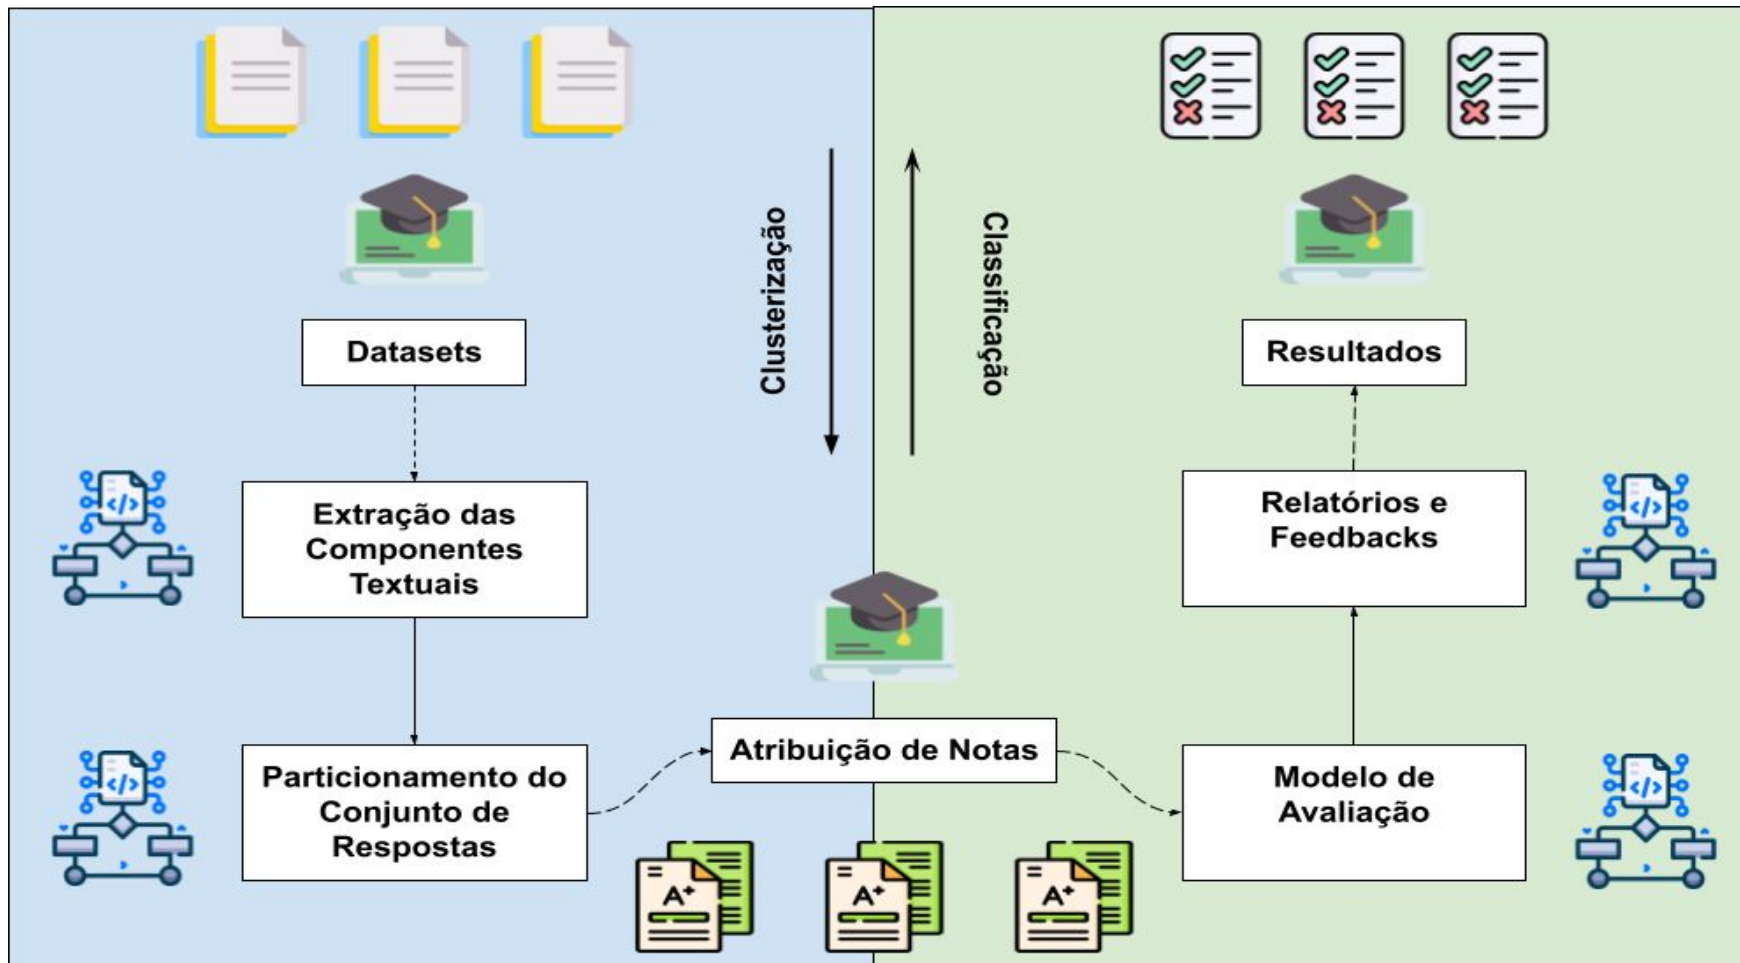 Datasets
Extração das
Componentes
Textuais
Particionamento do
Conjunto de
Respostas
Clusterização
Classificação
Atribuição de Notas
A+
A+
A+
Resultados
Relatórios e
Feedbacks
Modelo de
Avaliação
</>
</>
</>
</>